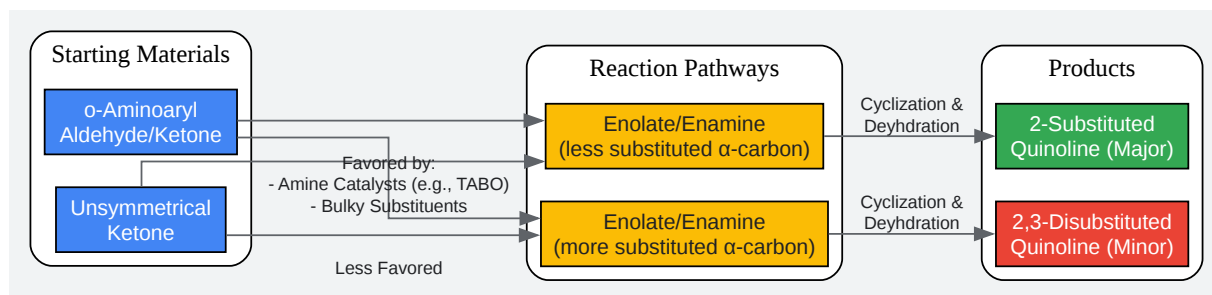 Starting Materials
o-Aminoaryl
Aldehyde/Ketone
Unsymmetrical
Ketone
Favored by:
- Amine Catalysts (e.g., TABO)
- Bulky Substituents
Less Favored
Reaction Pathways
Enolate/Enamine
(less substituted α-carbon)
Enolate/Enamine
(more substituted α-carbon)
Cyclization &
Deyhdration
Cyclization &
Deyhdration
Products
2-Substituted
Quinoline (Major)
2,3-Disubstituted
Quinoline (Minor)